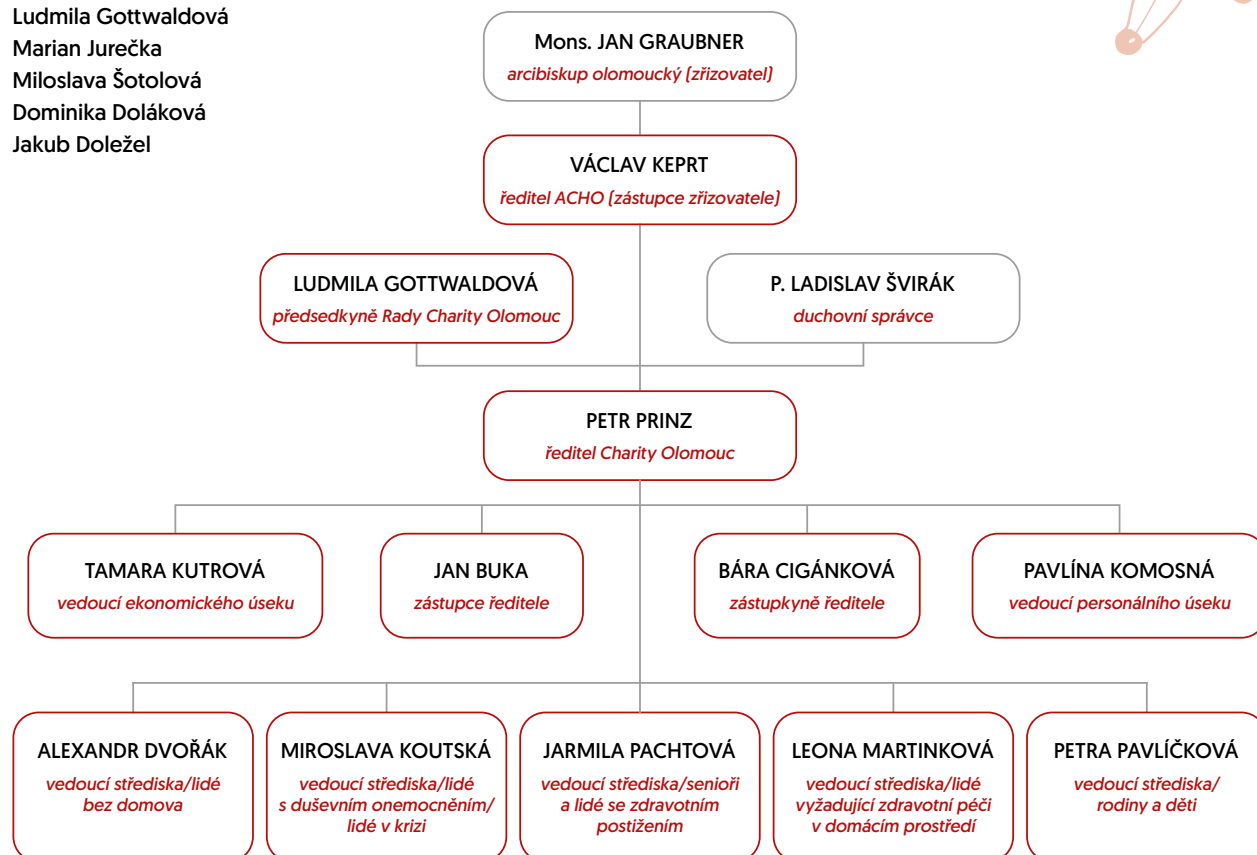 Ludmila Gottwaldová
Marian Jurečka
Miloslava Šotolová
Dominika Doláková
Jakub Doležel
Mons. JAN GRAUBNER
arcibiskup olomoucký (zřizovatel)
VÁCLAV KEPRT
ředitel ACHO (zástupce zřizovatele)
LUDMILA GOTTWALDOVÁ
předsedkyně Rady Charity Olomouc
P. LADISLAV ŠVIRÁK
duchovní správce
PETR PRINZ
ředitel Charity Olomouc
TAMARA KUTROVÁ
vedoucí ekonomického úseku
JAN BUKA
zástupce ředitele
BÁRA CIGÁNKOVÁ
zástupkyně ředitele
PAVLÍNA KOMOSNÁ
vedoucí personálního úseku
ALEXANDR DVOŘÁK
vedoucí střediska/lidé
bez domova
MIROSLAVA KOUTSKÁ
vedoucí střediska/lidé
s duševním onemocněním/
lidé v krizi
JARMILA PACHTOVÁ
vedoucí střediska/senioři
a lidé se zdravotním
postižením
LEONA MARTINKOVÁ
vedoucí střediska/lidé
vyžadující zdravotní péči
v domácím prostředí
PETRA PAVLÍČKOVÁ
vedoucí střediska/
rodiny a děti